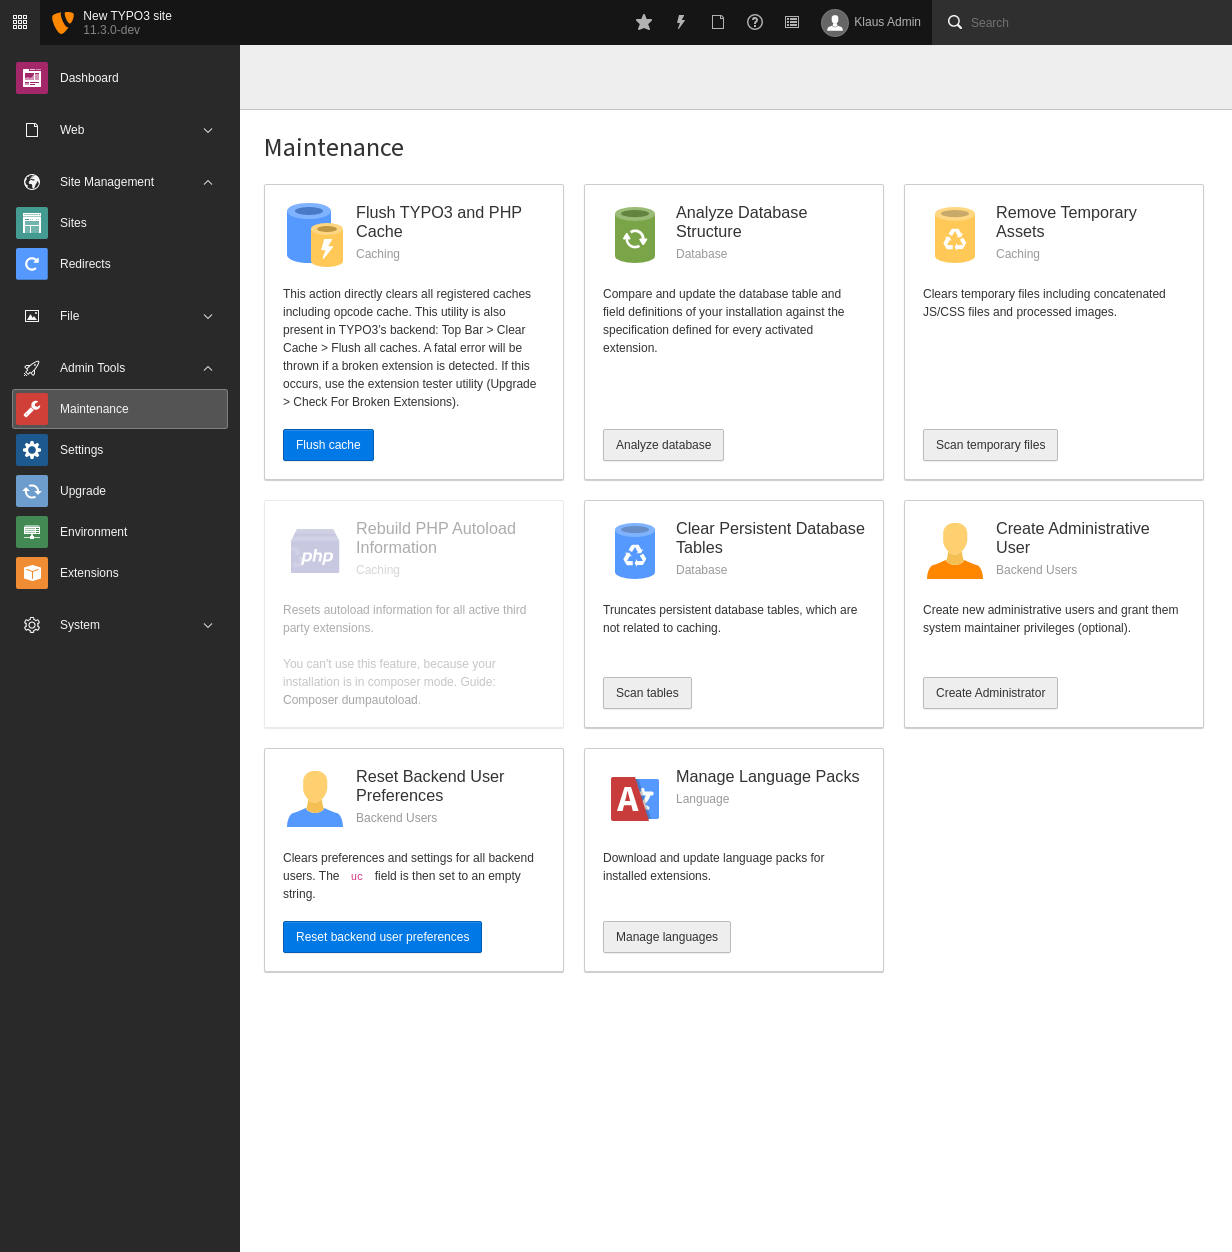 New TYPO3 site
11.3.0-dev
Klaus Admin
Search
Dashboard
Web
Site Management
Sites
Redirects
File
Admin Tools
Maintenance
Settings
Upgrade
Environment
Extensions
System
Maintenance
Flush TYPO3 and PHP
Cache
Caching
This action directly clears all registered caches
including opcode cache. This utility is also
present in TYPO3's backend: Top Bar > Clear
Cache > Flush all caches. A fatal error will be
thrown if a broken extension is detected. If this
occurs, use the extension tester utility (Upgrade
> Check For Broken Extensions).
Flush cache
Analyze Database
Structure
Database
Compare and update the database table and
field definitions of your installation against the
specification defined for every activated
extension.
Analyze database
Remove Temporary
Assets
Caching
Clears temporary files including concatenated
JS/CSS files and processed images.
Scan temporary files
php
Rebuild PHP Autoload
Information
Caching
Resets autoload information for all active third
party extensions.
You can't use this feature, because your
installation is in composer mode. Guide:
Composer dumpautoload.
Clear Persistent Database
Tables
Database
Truncates persistent database tables, which are
not related to caching.
Scan tables
Create Administrative
User
Backend Users
Create new administrative users and grant them
system maintainer privileges (optional).
Create Administrator
Reset Backend User
Preferences
Backend Users
Clears preferences and settings for all backend
users. The uc field is then set to an empty
string.
Reset backend user preferences
A
Manage Language Packs
Language
Download and update language packs for
installed extensions.
Manage languages